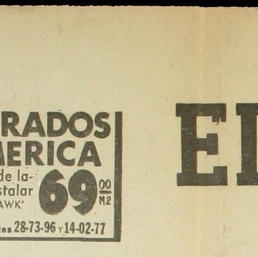 RADOS
MERICA
de la-
stalar
AWK'
69 00
M2
28-73-96 Y 14-02-77
E